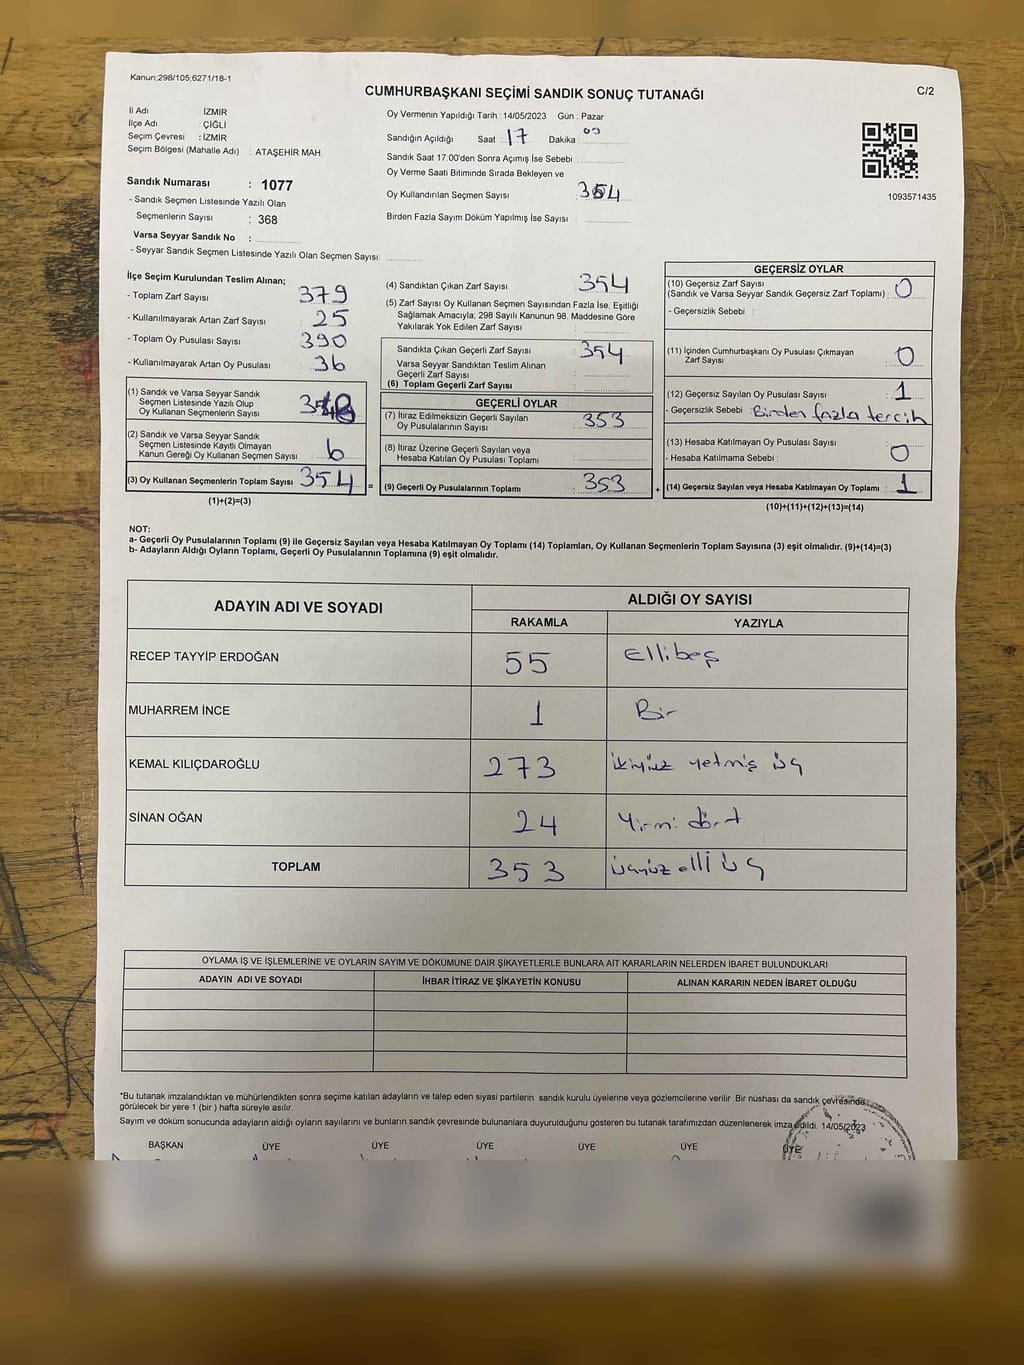 Kanun:298/105,6271/18-1
CUMHURBAŞKANI SEÇİMİ SANDIK SONUÇ TUTANAĞI
C/2
İl Adı : İZMİR
İlçe Adı : ÇİĞLİ
Seçim Çevresi : İZMİR
Seçim Bölgesi (Mahalle Adı) : ATAŞEHİR MAH.
Sandık Numarası : 1077
- Sandık Seçmen Listesinde Yazılı Olan
Seçmenlerin Sayısı : 368
Varsa Seyyar Sandık No :
- Seyyar Sandık Seçmen Listesinde Yazılı Olan Seçmen Sayısı:
Oy Vermenin Yapıldığı Tarih : 14/05/2023 Gün : Pazar
Sandığın Açıldığı Saat : 17 Dakika :
Sandık Saat 17.00'den Sonra Açımış İse Sebebi :
Oy Verme Saati Bitiminde Sırada Bekleyen ve
Oy Kullandırılan Seçmen Sayısı : 354
Birden Fazla Sayım Döküm Yapılmış İse Sayısı :
1093571435
İlçe Seçim Kurulundan Teslim Alınan;
- Toplam Zarf Sayısı : 379
- Kullanılmayarak Artan Zarf Sayısı : 25
- Toplam Oy Pusulası Sayısı : 390
- Kullanılmayarak Artan Oy Pusulası : 36
(1) Sandık ve Varsa Seyyar Sandık
Seçmen Listesinde Yazılı Olup
Oy Kullanan Seçmenlerin Sayısı : 348
(2) Sandık ve Varsa Seyyar Sandık
Seçmen Listesinde Kayıtlı Olmayan
Kanun Gereği Oy Kullanan Seçmen Sayısı : 6
(3) Oy Kullanan Seçmenlerin Toplam Sayısı : 354
(1)+(2)=(3)
(4) Sandıktan Çıkan Zarf Sayısı : 354
(5) Zarf Sayısı Oy Kullanan Seçmen Sayısından Fazla İse, Eşitliği
Sağlamak Amacıyla; 298 Sayılı Kanunun 98. Maddesine Göre
Yakılarak Yok Edilen Zarf Sayısı :
Sandıkta Çıkan Geçerli Zarf Sayısı : 354
Varsa Seyyar Sandıktan Teslim Alınan
Geçerli Zarf Sayısı :
(6) Toplam Geçerli Zarf Sayısı :
GEÇERLİ OYLAR
(7) İtiraz Edilmeksizin Geçerli Sayılan
Oy Pusulalarının Sayısı : 353
(8) İtiraz Üzerine Geçerli Sayılan veya
Hesaba Katılan Oy Pusulası Toplamı :
= (9) Geçerli Oy Pusulalarının Toplamı : 353
GEÇERSİZ OYLAR
(10) Geçersiz Zarf Sayısı
(Sandık ve Varsa Seyyar Sandık Geçersiz Zarf Toplamı) : 0
- Geçersizlik Sebebi :
(11) İçinden Cumhurbaşkanı Oy Pusulası Çıkmayan
Zarf Sayısı : 0
(12) Geçersiz Sayılan Oy Pusulası Sayısı : 1
- Geçersizlik Sebebi : Birden fazla tercih
(13) Hesaba Katılmayan Oy Pusulası Sayısı : 0
- Hesaba Katılmama Sebebi :
+ (14) Geçersiz Sayılan veya Hesaba Katılmayan Oy Toplamı : 1
(10)+(11)+(12)+(13)=(14)
NOT:
a- Geçerli Oy Pusulalarının Toplamı (9) ile Geçersiz Sayılan veya Hesaba Katılmayan Oy Toplamı (14) Toplamları, Oy Kullanan Seçmenlerin Toplam Sayısına (3) eşit olmalıdır. (9)+(14)=(3)
b- Adayların Aldığı Oyların Toplamı, Geçerli Oy Pusulalarının Toplamına (9) eşit olmalıdır.
ADAYIN ADI VE SOYADI ALDIĞI OY SAYISI
RAKAMLA YAZIYLA
RECEP TAYYİP ERDOĞAN 55 Ellibeş
MUHARREM İNCE 1 Bir
KEMAL KILIÇDAROĞLU 273 ikiyüz yetmiş üç
SİNAN OĞAN 24 Yirmi dört
TOPLAM 353 üçyüz elli üç
OYLAMA İŞ VE İŞLEMLERİNE VE OYLARIN SAYIM VE DÖKÜMÜNE DAİR ŞİKAYETLERLE BUNLARA AİT KARARLARIN NELERDEN İBARET BULUNDUKLARI
ADAYIN ADI VE SOYADI İHBAR İTİRAZ VE ŞİKAYETİN KONUSU ALINAN KARARIN NEDEN İBARET OLDUĞU
*Bu tutanak imzalandıktan ve mühürlendikten sonra seçime katılan adayların ve talep eden siyasi partilerin sandık kurulu üyelerine veya gözlemcilerine verilir .Bir nüshası da sandık çevresinde
görülecek bir yere 1 (bir ) hafta süreyle asılır.
Sayım ve döküm sonucunda adayların aldığı oyların sayılarını ve bunların sandık çevresinde bulunanlara duyurulduğunu gösteren bu tutanak tarafımızdan düzenlenerek imza edildi. 14/05/2023
BAŞKAN ÜYE ÜYE ÜYE ÜYE ÜYE ÜYE